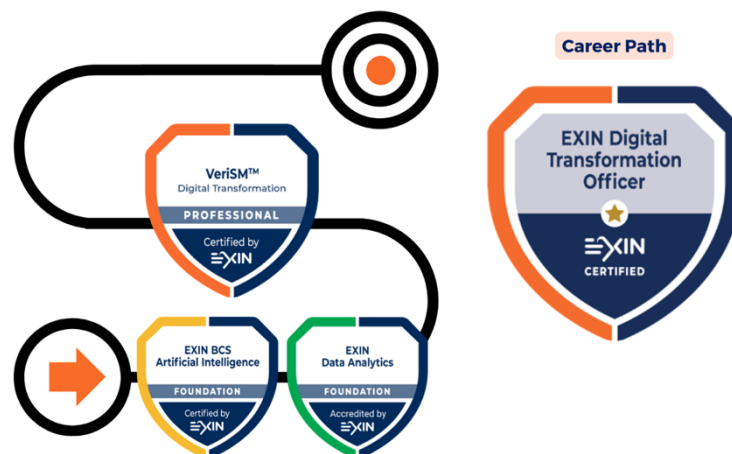 Career Path
EXIN Digital
Transformation
Officer
EXIN
CERTIFIED
VeriSM™
Digital Transformation
PROFESSIONAL
Certified by
EXIN
EXIN BCS
Artificial Intelligence
FOUNDATION
Certified by
EXIN
EXIN
Data Analytics
FOUNDATION
Accredited by
EXIN